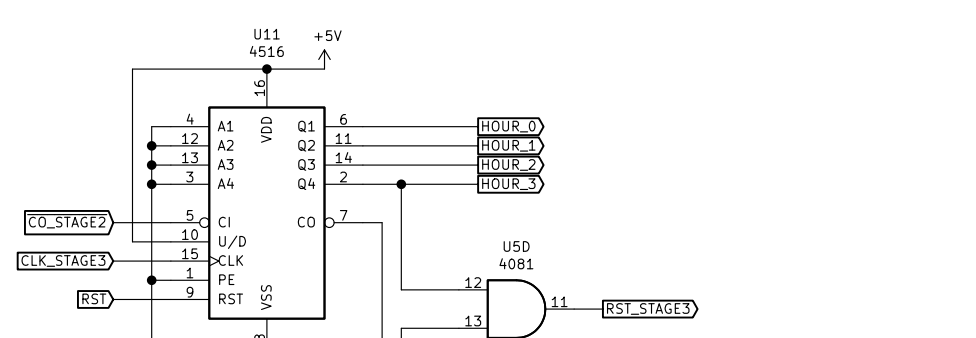 U11
4516
+5V
16
VDD
4 A1 Q1 6 HOUR_0
12 A2 Q2 11 HOUR_1
13 A3 Q3 14 HOUR_2
3 A4 Q4 2 HOUR_3
CO_STAGE2 5 CI CO 7
10 U/D
CLK_STAGE3 15 CLK
1 PE
RST 9 RST
VSS
U5D
4081
12
13
11 RST_STAGE3